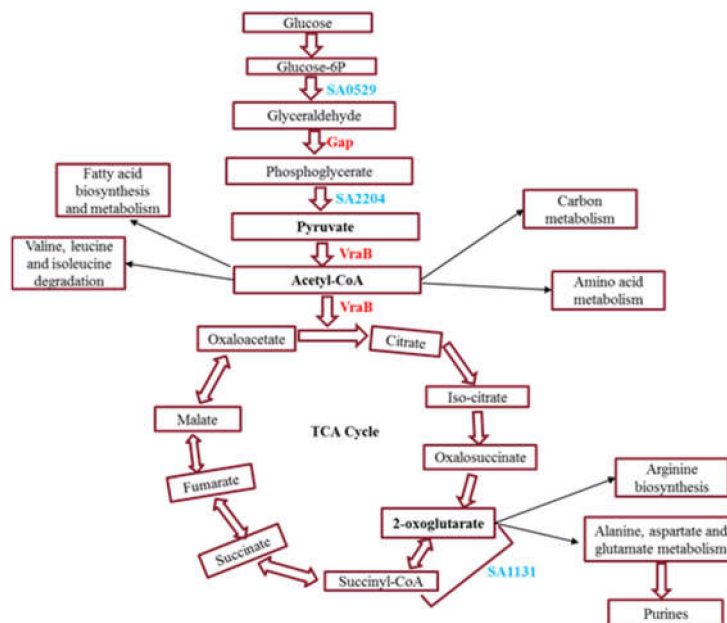 Glucose
Glucose-6P
SA0529
Glyceraldehyde
Gap
Phosphoglycerate
SA2204
Pyruvate
VraB
Acetyl-CoA
VraB
Fatty acid
biosynthesis
and metabolism
Valine, leucine
and isoleucine
degradation
Carbon
metabolism
Amino acid
metabolism
Oxaloacetate
Citrate
Iso-citrate
Oxalosuccinate
2-oxoglutarate
SA1131
Succinyl-CoA
Succinate
Fumarate
Malate
TCA Cycle
Arginine
biosynthesis
Alanine, aspartate and
glutamate metabolism
Purines